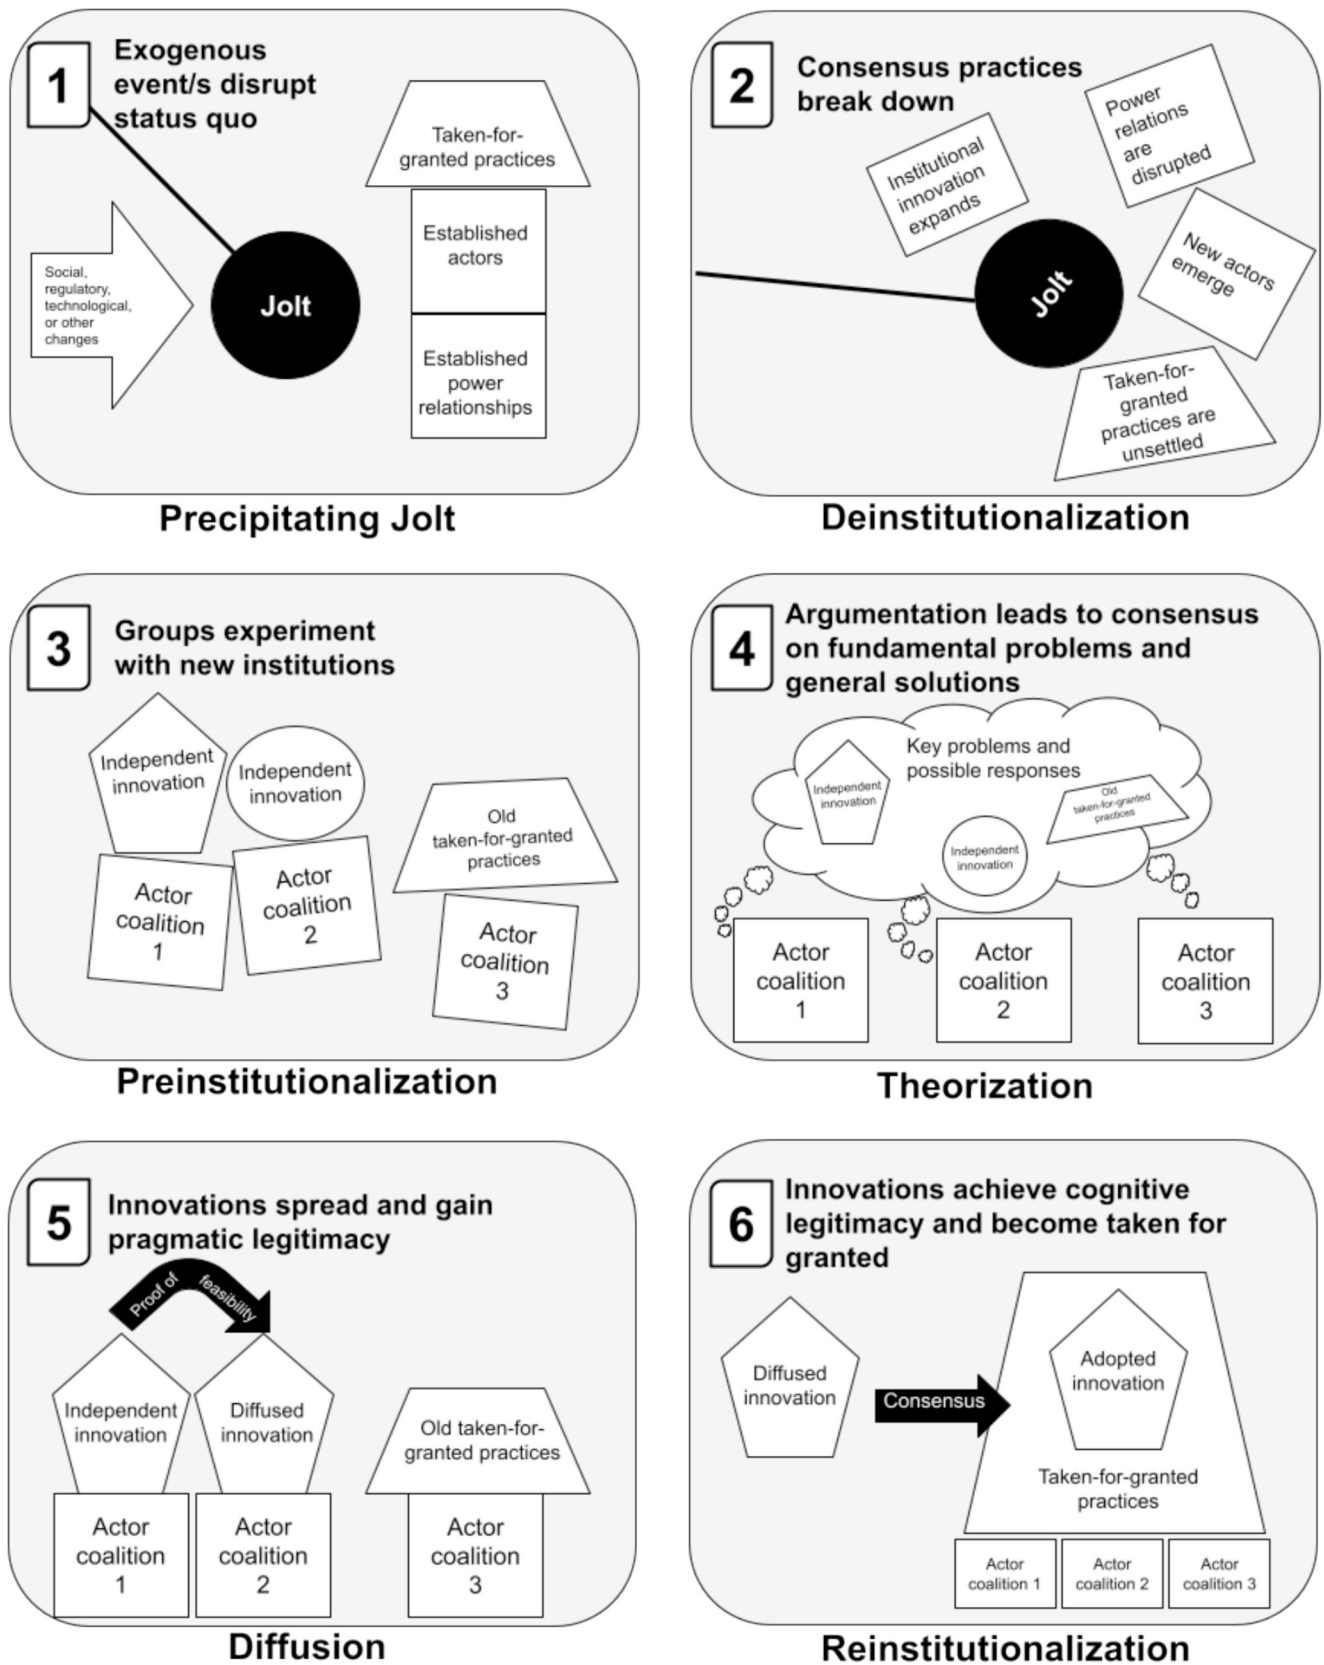 1
Exogenous
event/s disrupt
status quo
Social,
regulatory,
technological,
or other
changes
Jolt
Taken-for-
granted practices
Established
actors
Established
power
relationships
Precipitating Jolt
2
Consensus practices
break down
Institutional
innovation
expands
Power
relations
are
disrupted
Jolt
New actors
emerge
Taken-for-
granted
practices are
unsettled
Deinstitutionalization
3
Groups experiment
with new institutions
Independent
innovation
Independent
innovation
Old
taken-for-granted
practices
Actor
coalition
1
Actor
coalition
2
Actor
coalition
3
Preinstitutionalization
4
Argumentation leads to consensus
on fundamental problems and
general solutions
Key problems and
possible responses
Independent
innovation
Independent
innovation
Old
taken-for-granted
practices
Actor
coalition
1
Actor
coalition
2
Actor
coalition
3
Theorization
5
Innovations spread and gain
pragmatic legitimacy
Proof of feasibility
Independent
innovation
Diffused
innovation
Old taken-for-
granted practices
Actor
coalition
1
Actor
coalition
2
Actor
coalition
3
Diffusion
6
Innovations achieve cognitive
legitimacy and become taken for
granted
Diffused
innovation
Consensus
Adopted
innovation
Taken-for-granted
practices
Actor
coalition 1
Actor
coalition 2
Actor
coalition 3
Reinstitutionalization